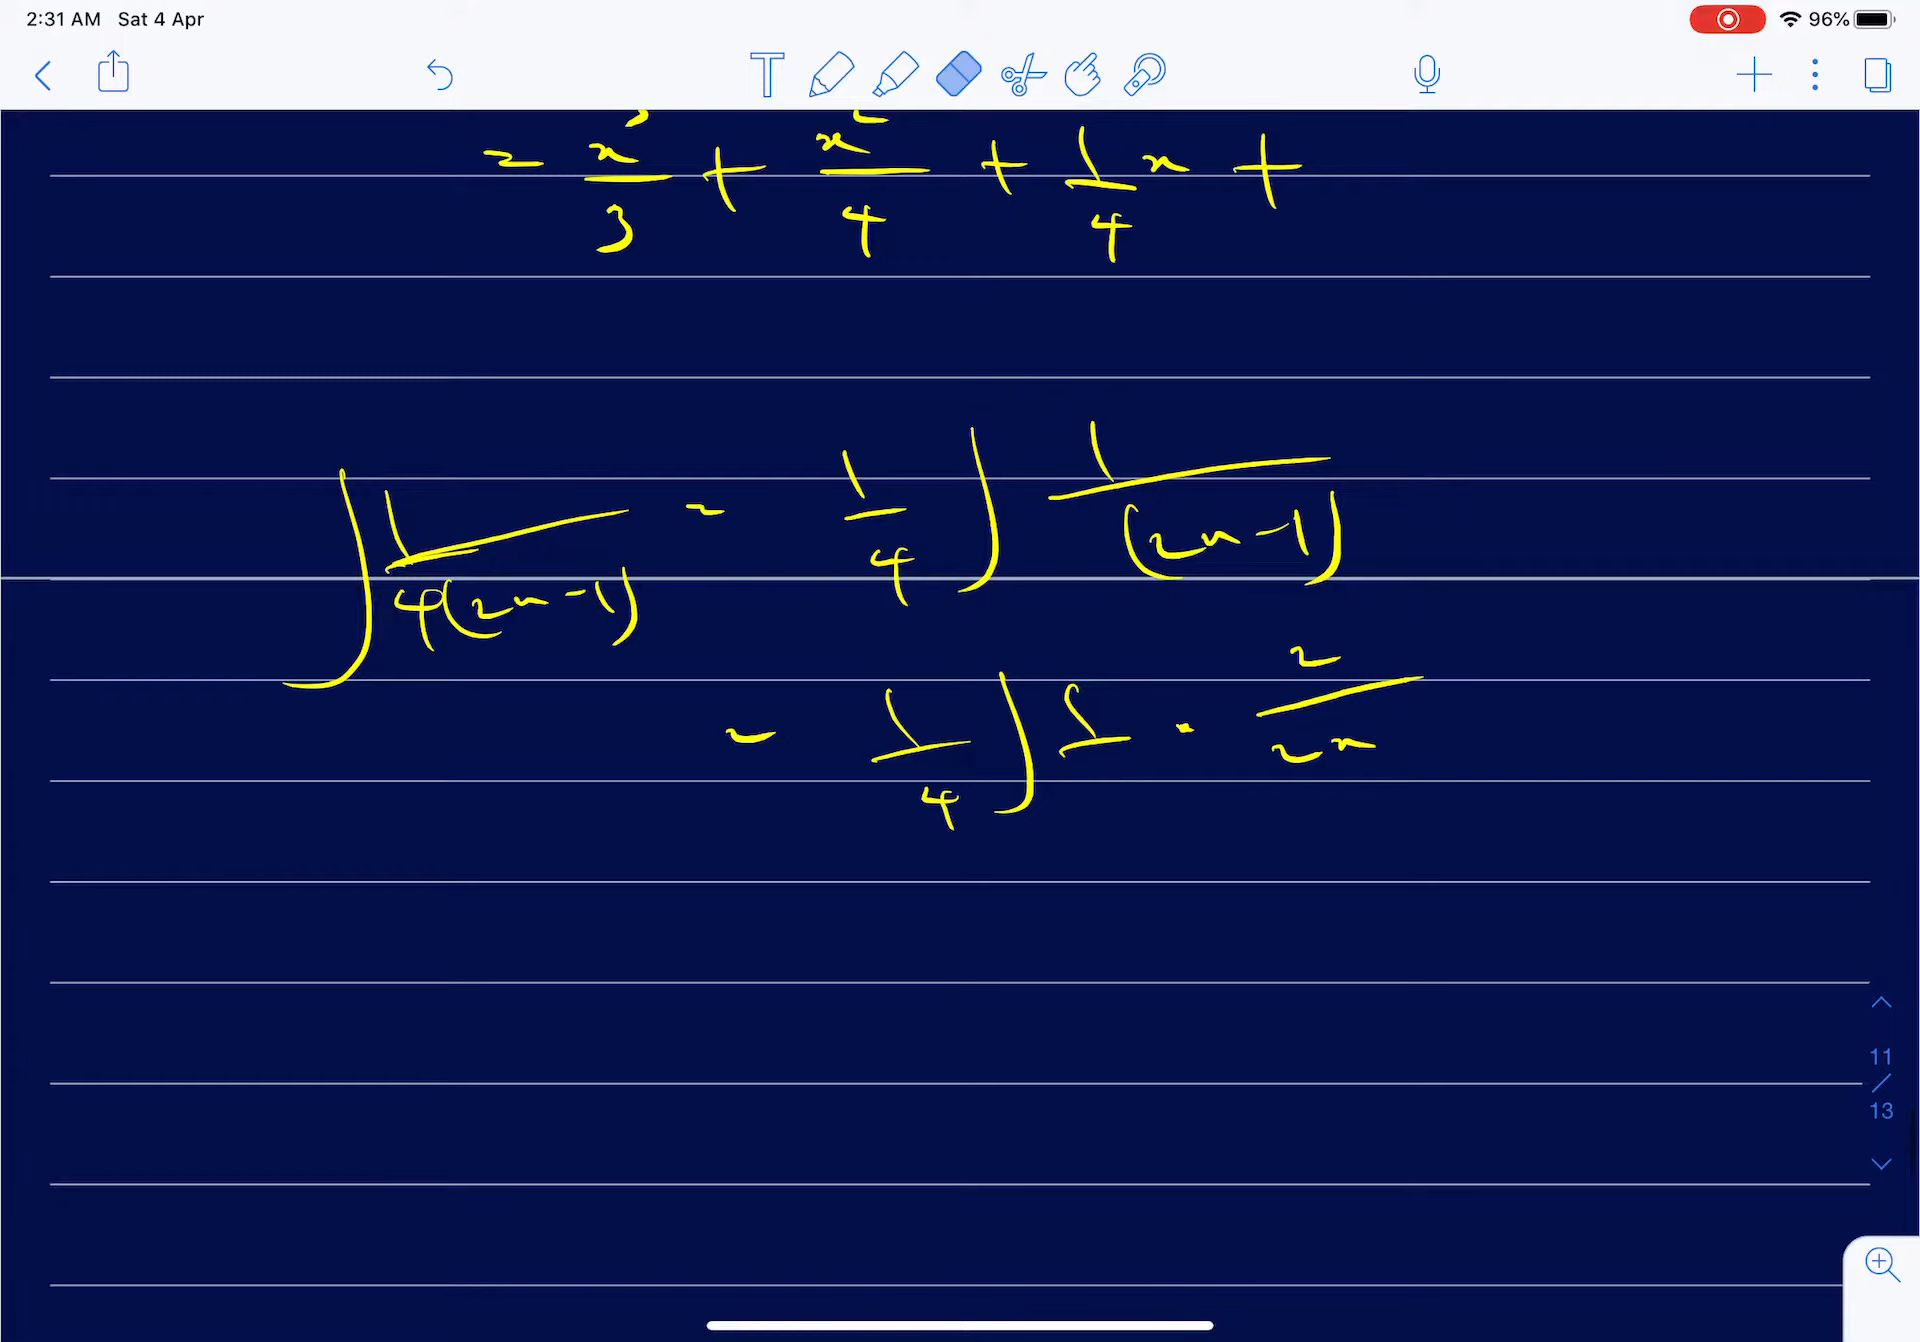 2:31 AM Sat 4 Apr 96%
T
= x³/3 + x²/4 + 1/4 x +
∫ 1/4(2x-1) = 1/4 ∫ 1/(2x-1)
= 1/4 ∫ 1 · 2/2x
11
/
13